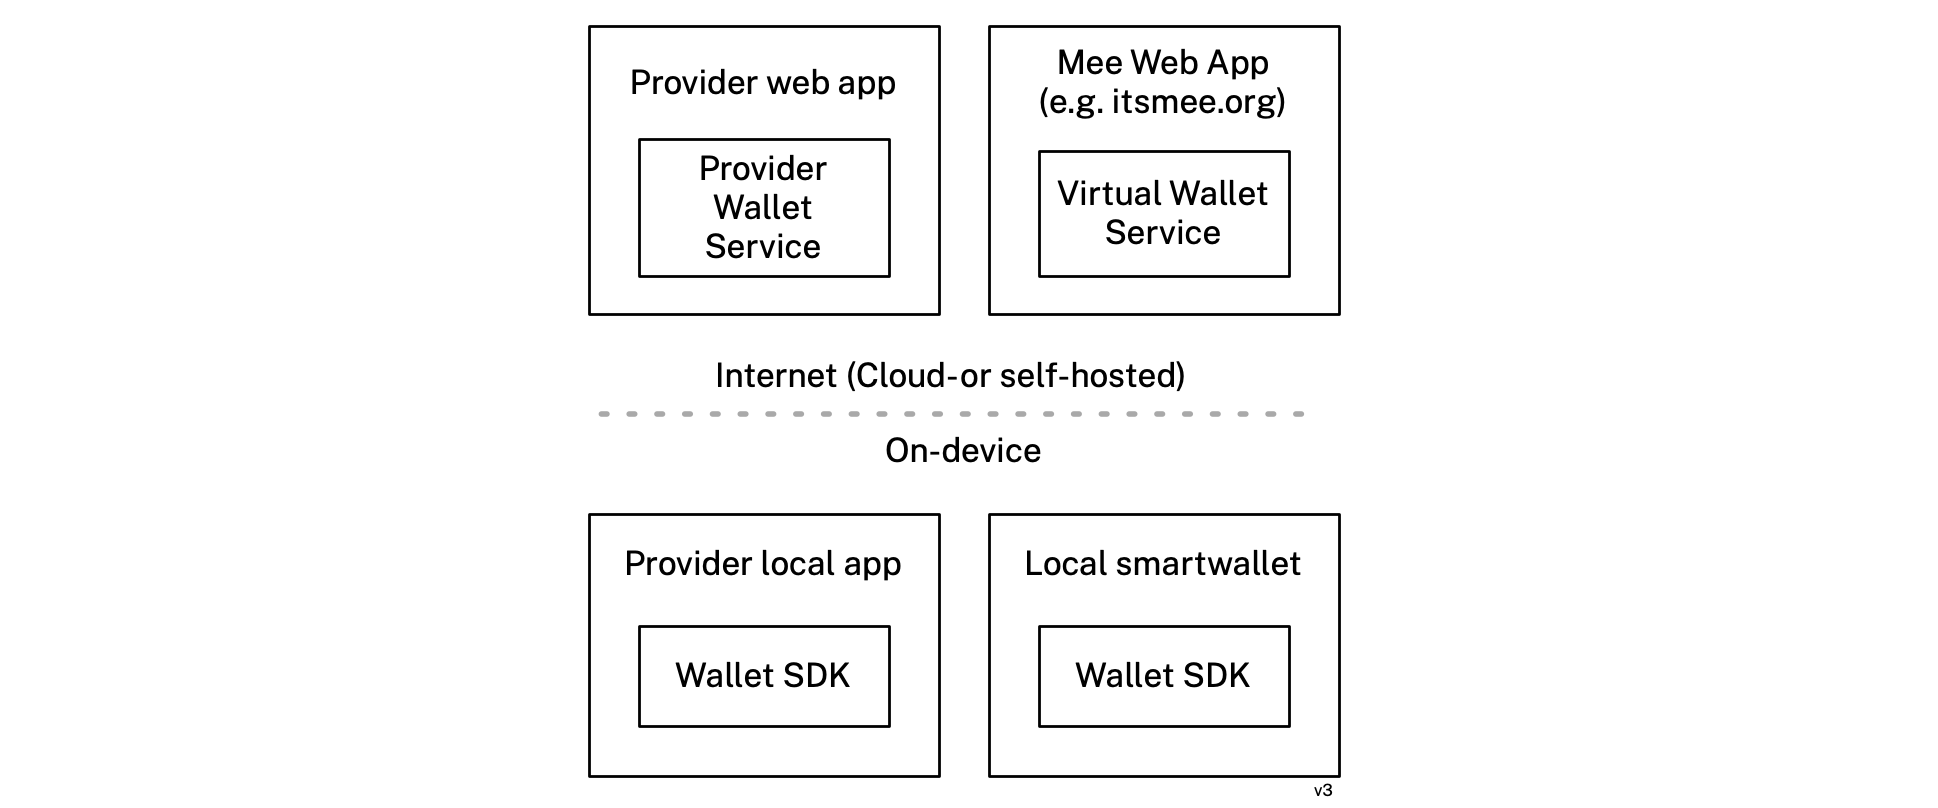 Provider web app
Provider
Wallet
Service
Mee Web App
(e.g. itsmee.org)
Virtual Wallet
Service
Internet (Cloud-or self-hosted)
On-device
Provider local app
Wallet SDK
Local smartwallet
Wallet SDK
v3